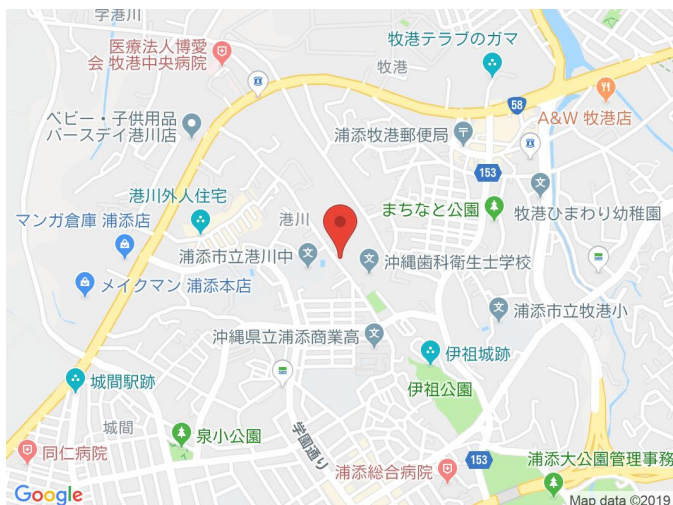 字港川
医療法人博愛
会 牧港中央病院
牧港テラブのガマ
牧港
58
A&W 牧港店
ベビー・子供用品
バースデイ港川店
浦添牧港郵便局
153
港川外人住宅
港川
まちなと公園
牧港ひまわり幼稚園
マンガ倉庫 浦添店
浦添市立港川中
沖縄歯科衛生士学校
メイクマン 浦添本店
浦添市立牧港小
沖縄県立浦添商業高
伊祖城跡
城間駅跡
伊祖公園
城間
泉小公園
学園通り
同仁病院
153
浦添総合病院
浦添大公園管理事務
Google
Map data ©2019